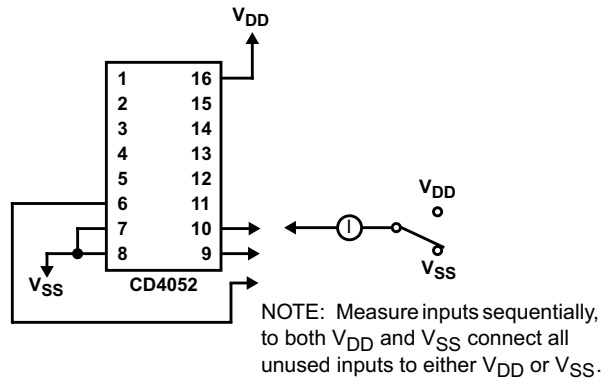 VDD
1 16
2 15
3 14
4 13
5 12
6 11
7 10
8 9
VSS
CD4052
I
VDD
VSS
NOTE: Measure inputs sequentially,
to both VDD and VSS connect all
unused inputs to either VDD or VSS.